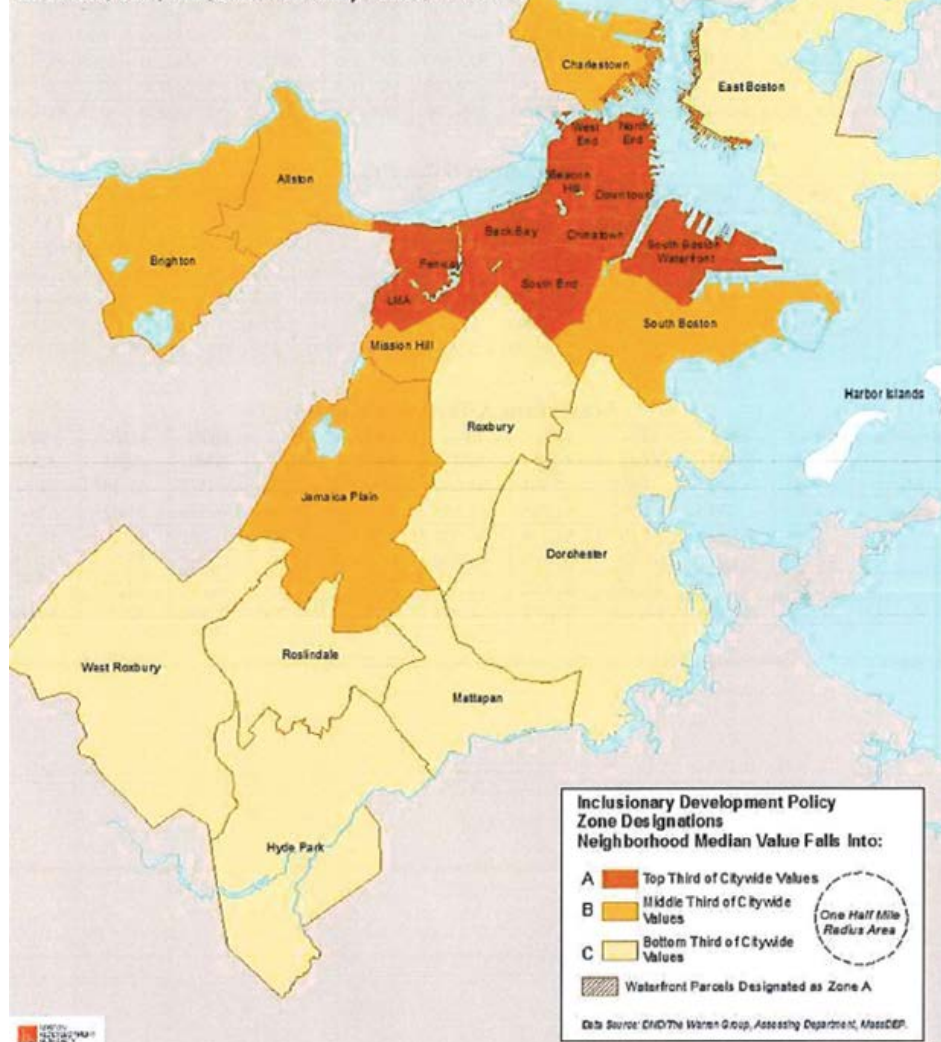 Charlestown
East Boston
West
End
North
End
Allston
Beacon
Hill
Downtown
Back Bay
Chinatown
South Boston
Waterfront
Brighton
Fenway
LMA
South End
South Boston
Mission Hill
Harbor Islands
Roxbury
Jamaica Plain
Dorchester
Roslindale
West Roxbury
Mattapan
Hyde Park
Inclusionary Development Policy
Zone Designations
Neighborhood Median Value Falls Into:
A Top Third of Citywide Values
B Middle Third of Citywide
Values
C Bottom Third of Citywide
Values
One Half Mile
Radius Area
Waterfront Parcels Designated as Zone A
Data Source: DND/The Warren Group, Assessing Department, MassDEP.